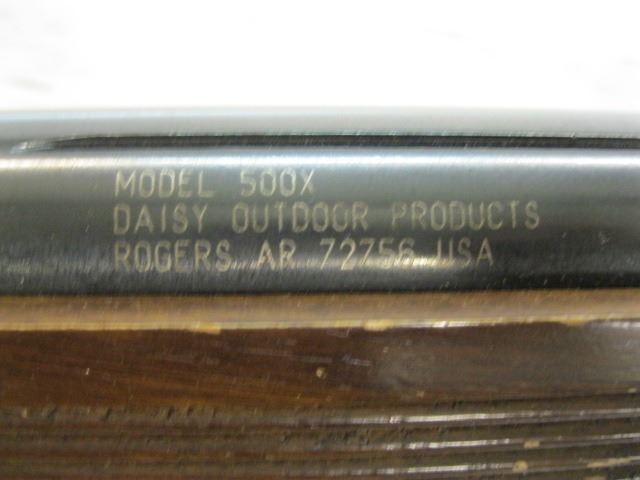 MODEL 500X
DAISY OUTDOOR PRODUCTS
ROGERS AR 72756 USA